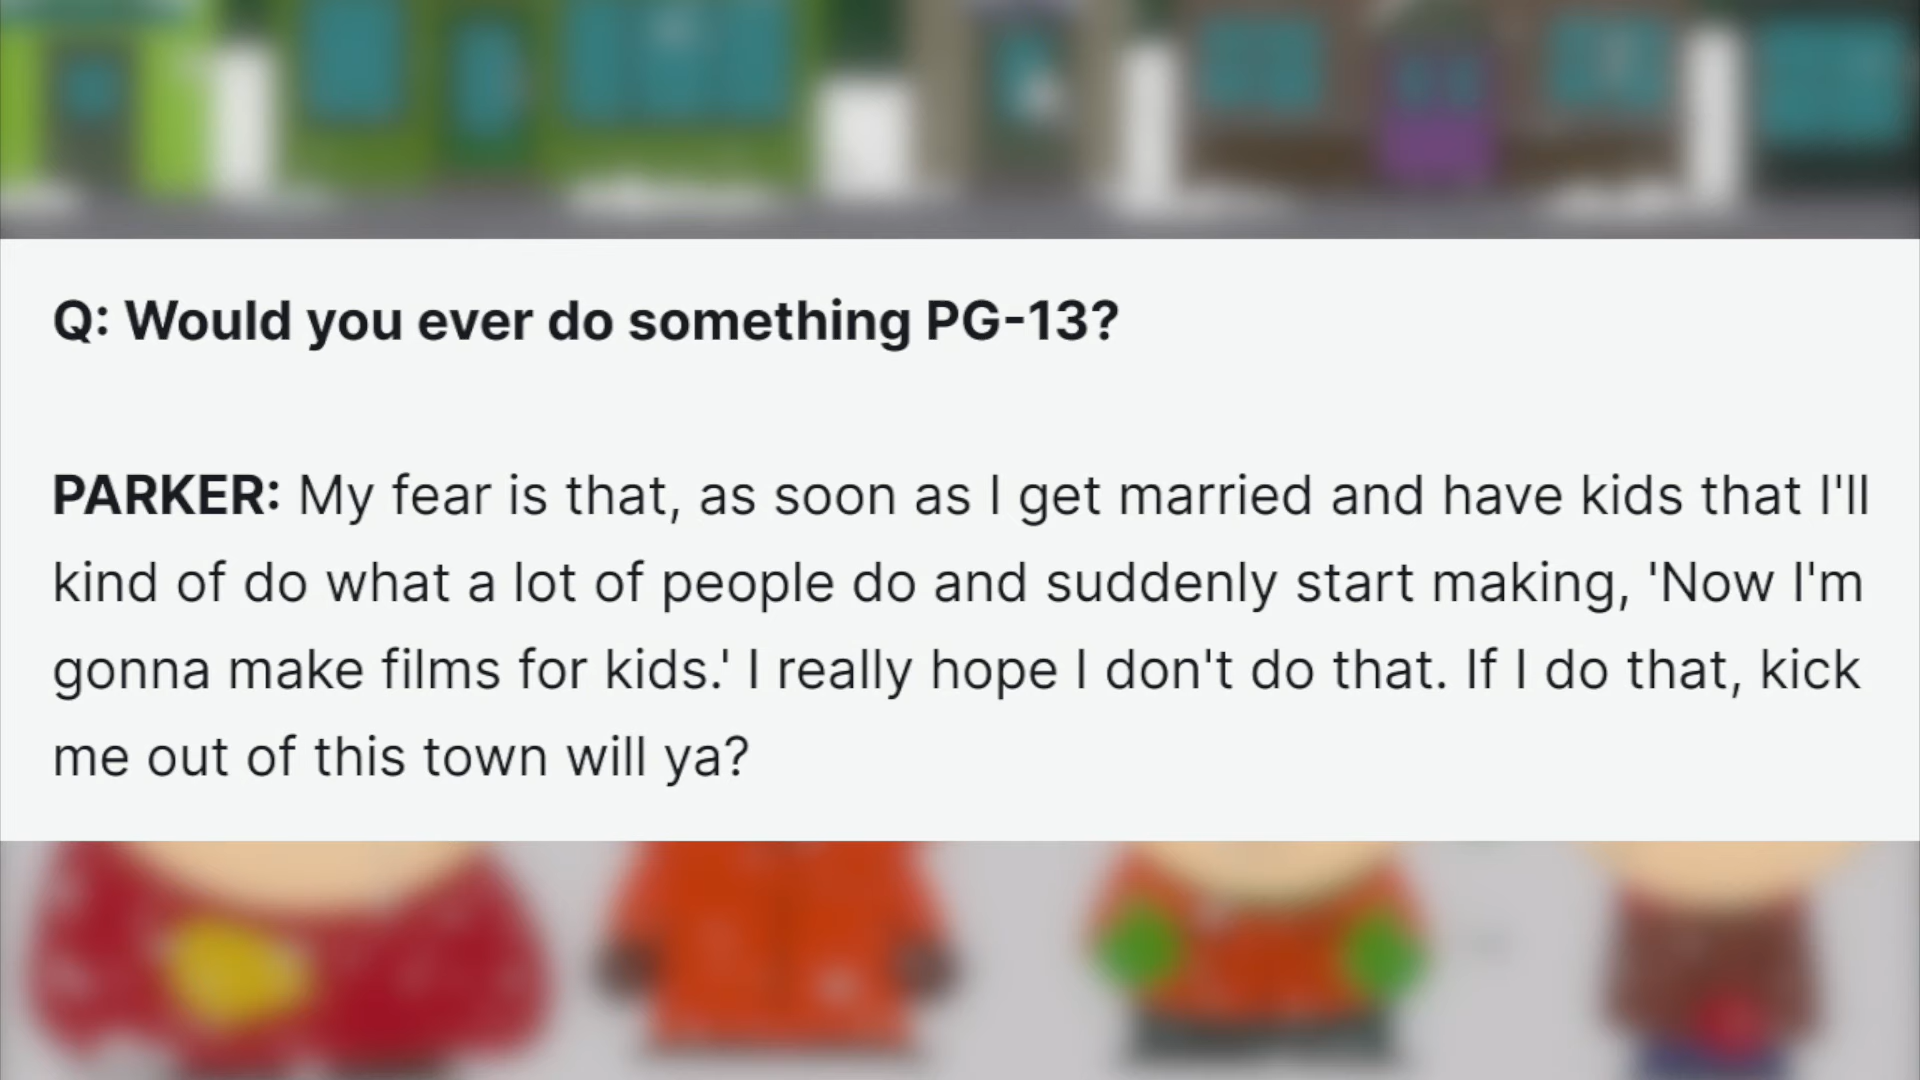 Q: Would you ever do something PG-13?
PARKER: My fear is that, as soon as I get married and have kids that I'll
kind of do what a lot of people do and suddenly start making, 'Now I'm
gonna make films for kids.' I really hope I don't do that. If I do that, kick
me out of this town will ya?